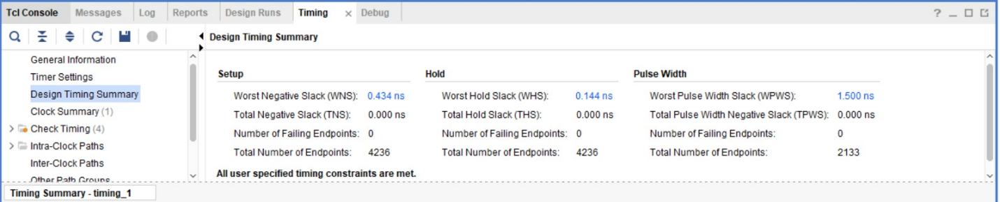 Tcl Console Messages Log Reports Design Runs Timing × Debug ? _
Design Timing Summary
General Information
Timer Settings
Design Timing Summary
Clock Summary (1)
> Check Timing (4)
> Intra-Clock Paths
Inter-Clock Paths
Other Path Groups
Setup Hold Pulse Width
Worst Negative Slack (WNS): 0.434 ns Worst Hold Slack (WHS): 0.144 ns Worst Pulse Width Slack (WPWS): 1.500 ns
Total Negative Slack (TNS): 0.000 ns Total Hold Slack (THS): 0.000 ns Total Pulse Width Negative Slack (TPWS): 0.000 ns
Number of Failing Endpoints: 0 Number of Failing Endpoints: 0 Number of Failing Endpoints: 0
Total Number of Endpoints: 4236 Total Number of Endpoints: 4236 Total Number of Endpoints: 2133
All user specified timing constraints are met.
Timing Summary - timing_1